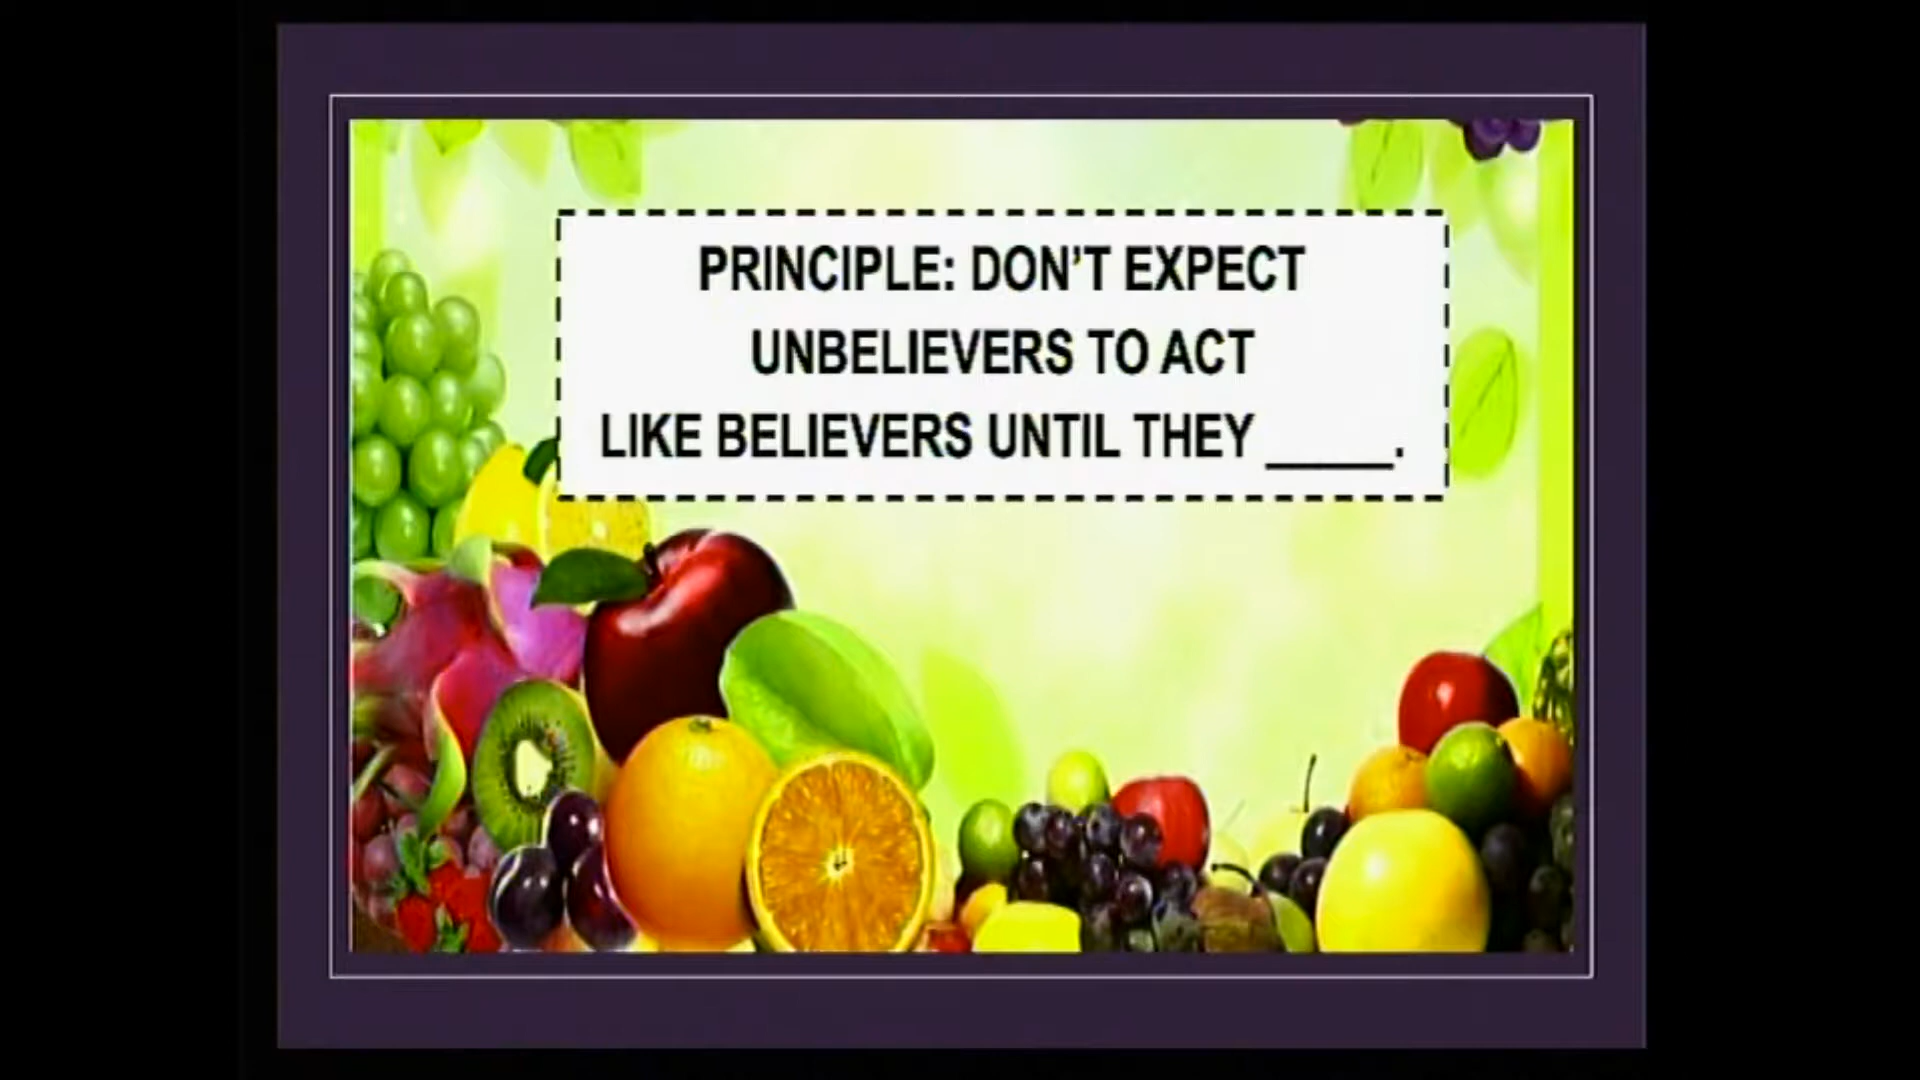 PRINCIPLE: DON'T EXPECT
UNBELIEVERS TO ACT
LIKE BELIEVERS UNTIL THEY _____.